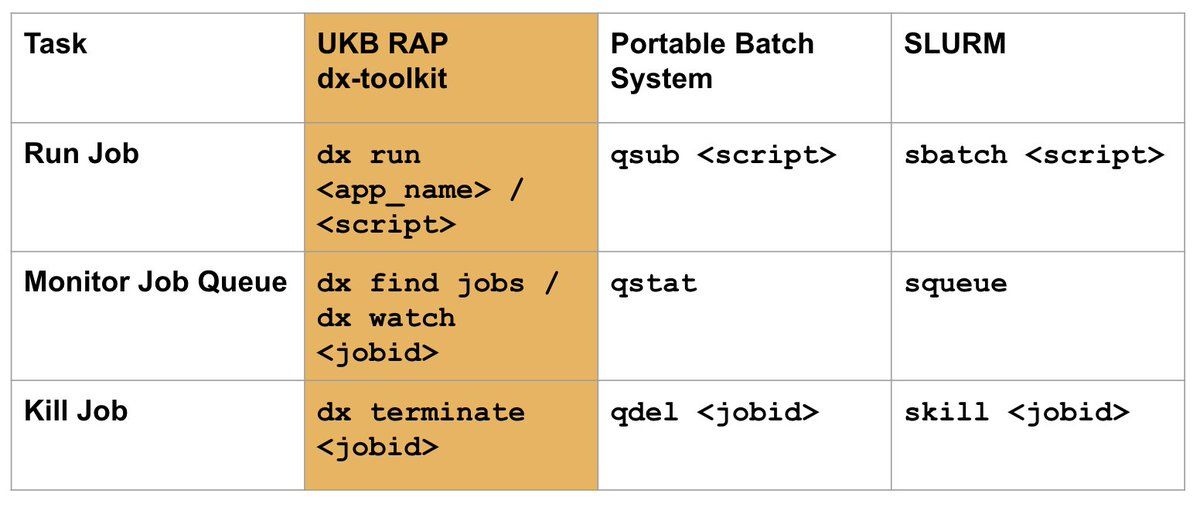 Task
UKB RAP
dx-toolkit
Portable Batch
System
SLURM
Run Job
dx run
<app_name> /
<script>
qsub <script>
sbatch <script>
Monitor Job Queue
dx find jobs /
dx watch
<jobid>
qstat
squeue
Kill Job
dx terminate
<jobid>
qdel <jobid>
skill <jobid>